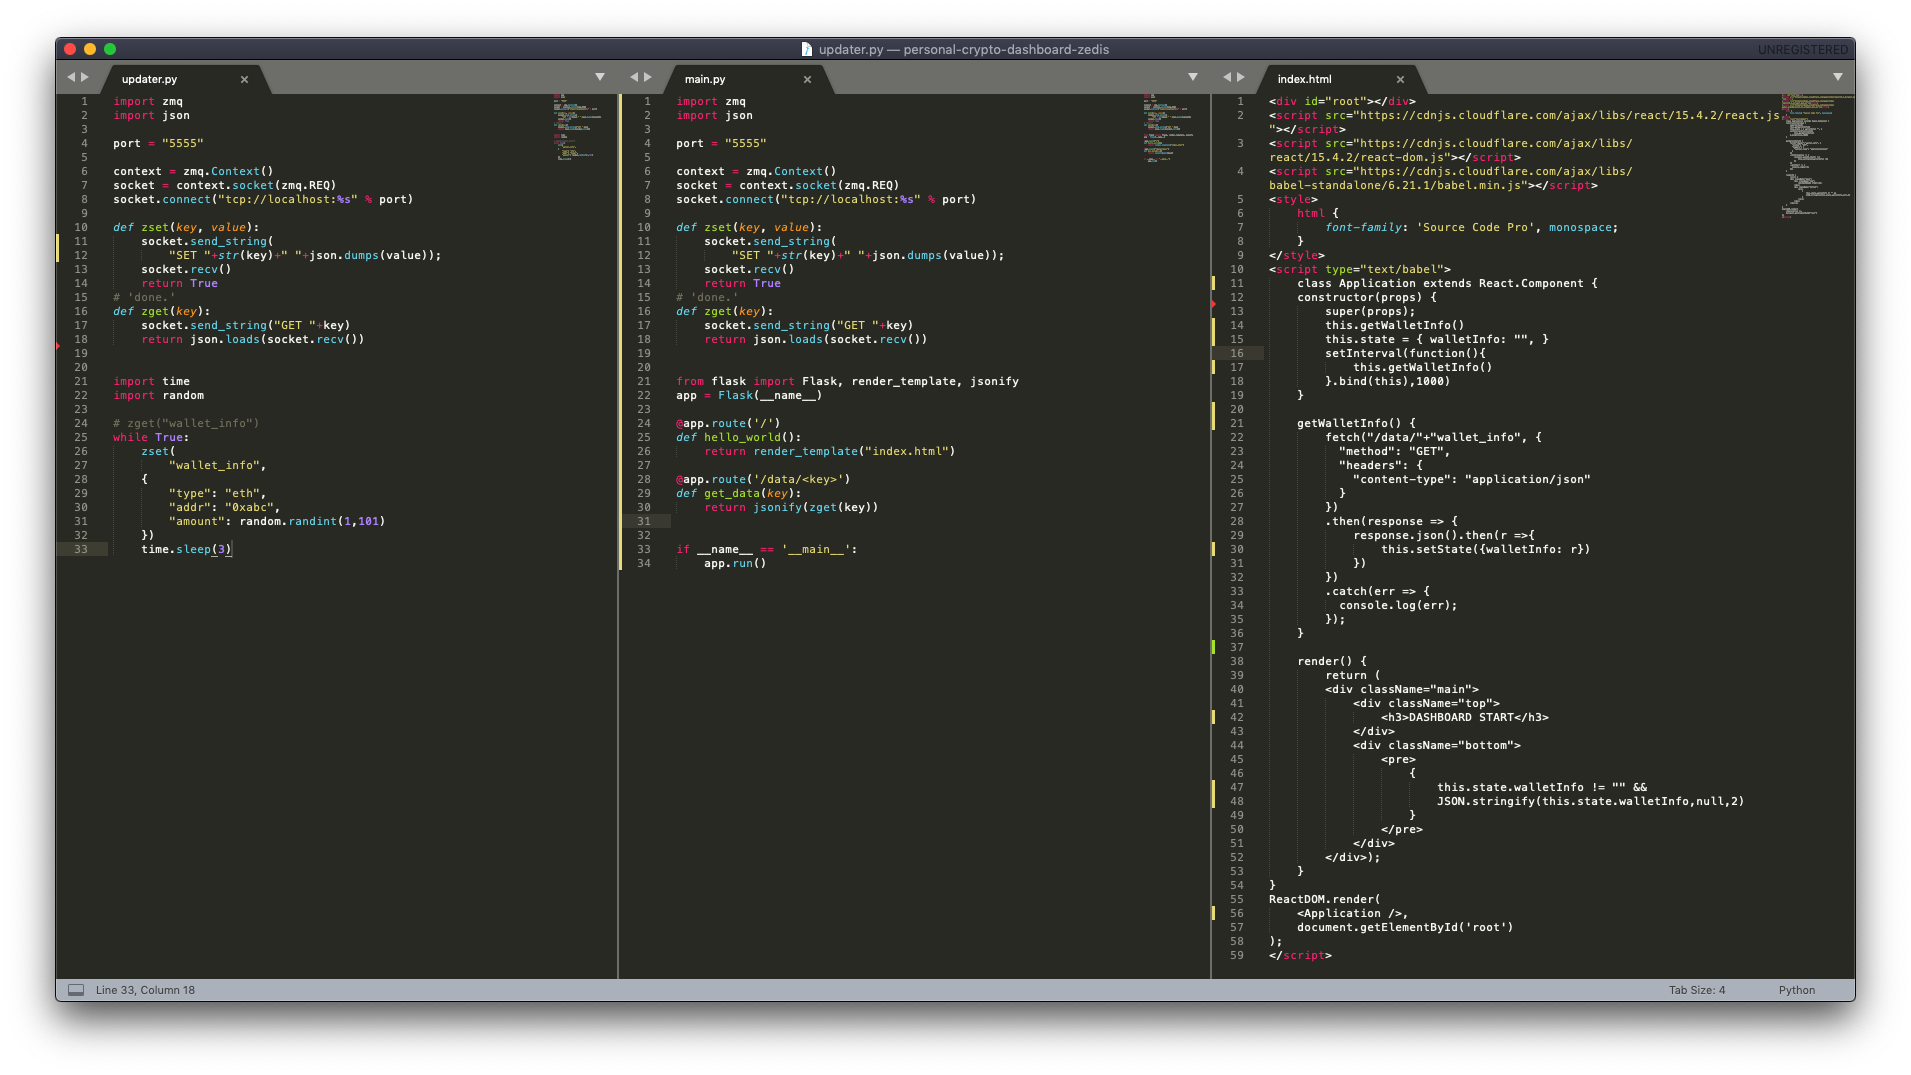 updater.py — personal-crypto-dashboard-zedis
UNREGISTERED
updater.py
1 import zmq
2 import json
3
4 port = "5555"
5
6 context = zmq.Context()
7 socket = context.socket(zmq.REQ)
8 socket.connect("tcp://localhost:%s" % port)
9
10 def zset(key, value):
11 socket.send_string(
12 "SET "+str(key)+" "+json.dumps(value));
13 socket.recv()
14 return True
15 # 'done.'
16 def zget(key):
17 socket.send_string("GET "+key)
18 return json.loads(socket.recv())
19
20
21 import time
22 import random
23
24 # zget("wallet_info")
25 while True:
26 zset(
27 "wallet_info",
28 {
29 "type": "eth",
30 "addr": "0xabc",
31 "amount": random.randint(1,101)
32 })
33 time.sleep(3)
main.py
1 import zmq
2 import json
3
4 port = "5555"
5
6 context = zmq.Context()
7 socket = context.socket(zmq.REQ)
8 socket.connect("tcp://localhost:%s" % port)
9
10 def zset(key, value):
11 socket.send_string(
12 "SET "+str(key)+" "+json.dumps(value));
13 socket.recv()
14 return True
15 # 'done.'
16 def zget(key):
17 socket.send_string("GET "+key)
18 return json.loads(socket.recv())
19
20
21 from flask import Flask, render_template, jsonify
22 app = Flask(__name__)
23
24 @app.route('/')
25 def hello_world():
26 return render_template("index.html")
27
28 @app.route('/data/<key>')
29 def get_data(key):
30 return jsonify(zget(key))
31
32
33 if __name__ == '__main__':
34 app.run()
index.html
1 <div id="root"></div>
2 <script src="https://cdnjs.cloudflare.com/ajax/libs/react/15.4.2/react.js
"></script>
3 <script src="https://cdnjs.cloudflare.com/ajax/libs/
react/15.4.2/react-dom.js"></script>
4 <script src="https://cdnjs.cloudflare.com/ajax/libs/
babel-standalone/6.21.1/babel.min.js"></script>
5 <style>
6 html {
7 font-family: 'Source Code Pro', monospace;
8 }
9 </style>
10 <script type="text/babel">
11 class Application extends React.Component {
12 constructor(props) {
13 super(props);
14 this.getWalletInfo()
15 this.state = { walletInfo: "", }
16 setInterval(function(){
17 this.getWalletInfo()
18 }.bind(this),1000)
19 }
20
21 getWalletInfo() {
22 fetch("/data/"+"wallet_info", {
23 "method": "GET",
24 "headers": {
25 "content-type": "application/json"
26 }
27 })
28 .then(response => {
29 response.json().then(r =>{
30 this.setState({walletInfo: r})
31 })
32 })
33 .catch(err => {
34 console.log(err);
35 });
36 }
37
38 render() {
39 return (
40 <div className="main">
41 <div className="top">
42 <h3>DASHBOARD START</h3>
43 </div>
44 <div className="bottom">
45 <pre>
46 {
47 this.state.walletInfo != "" &&
48 JSON.stringify(this.state.walletInfo,null,2)
49 }
50 </pre>
51 </div>
52 </div>);
53 }
54 }
55 ReactDOM.render(
56 <Application />,
57 document.getElementById('root')
58 );
59 </script>
Line 33, Column 18
Tab Size: 4
Python